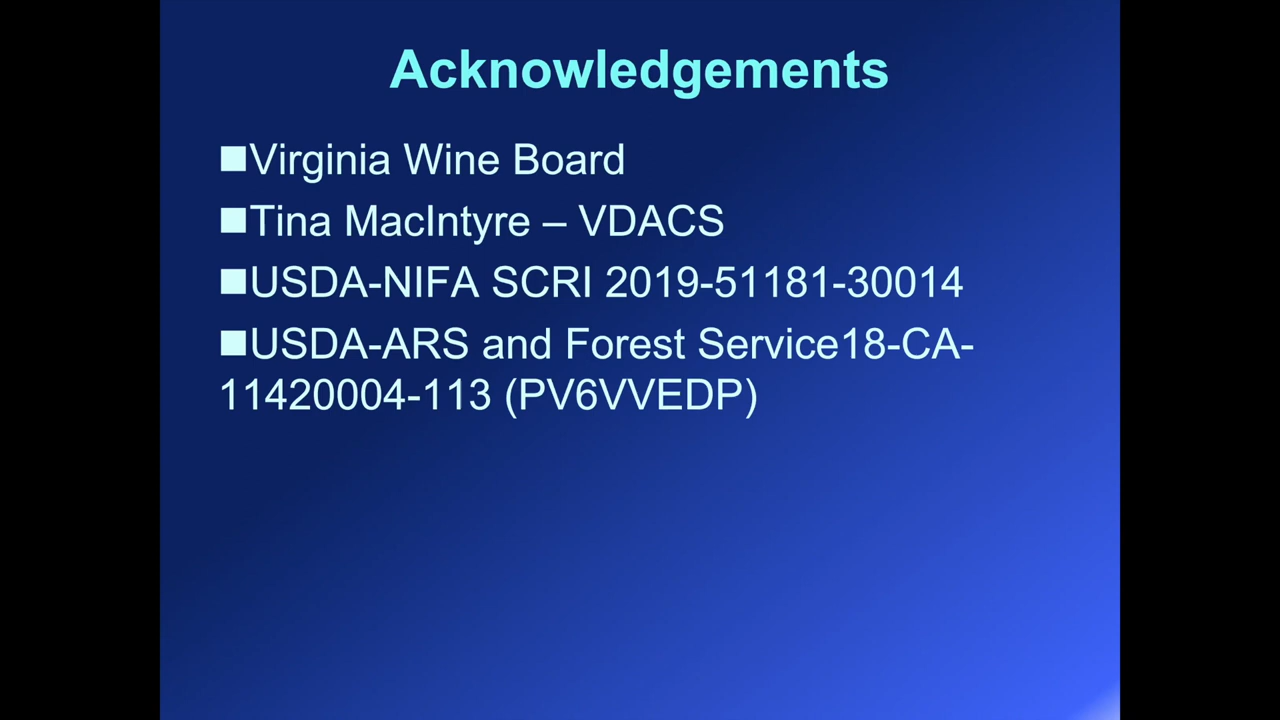 Acknowledgements
■Virginia Wine Board
■Tina MacIntyre – VDACS
■USDA-NIFA SCRI 2019-51181-30014
■USDA-ARS and Forest Service18-CA-
11420004-113 (PV6VVEDP)